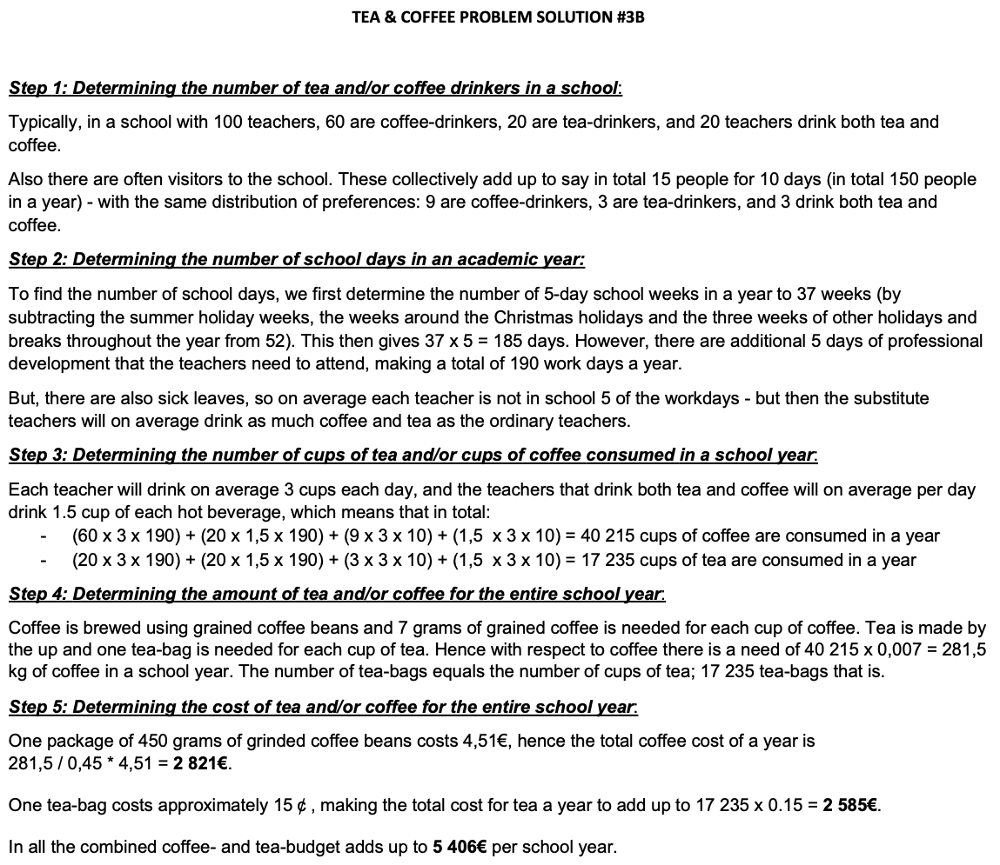 TEA & COFFEE PROBLEM SOLUTION #3B
Step 1: Determining the number of tea and/or coffee drinkers in a school:
Typically, in a school with 100 teachers, 60 are coffee-drinkers, 20 are tea-drinkers, and 20 teachers drink both tea and
coffee.
Also there are often visitors to the school. These collectively add up to say in total 15 people for 10 days (in total 150 people
in a year) - with the same distribution of preferences: 9 are coffee-drinkers, 3 are tea-drinkers, and 3 drink both tea and
coffee.
Step 2: Determining the number of school days in an academic year:
To find the number of school days, we first determine the number of 5-day school weeks in a year to 37 weeks (by
subtracting the summer holiday weeks, the weeks around the Christmas holidays and the three weeks of other holidays and
breaks throughout the year from 52). This then gives 37 x 5 = 185 days. However, there are additional 5 days of professional
development that the teachers need to attend, making a total of 190 work days a year.
But, there are also sick leaves, so on average each teacher is not in school 5 of the workdays - but then the substitute
teachers will on average drink as much coffee and tea as the ordinary teachers.
Step 3: Determining the number of cups of tea and/or cups of coffee consumed in a school year:
Each teacher will drink on average 3 cups each day, and the teachers that drink both tea and coffee will on average per day
drink 1.5 cup of each hot beverage, which means that in total:
- (60 x 3 x 190) + (20 x 1,5 x 190) + (9 x 3 x 10) + (1,5 x 3 x 10) = 40 215 cups of coffee are consumed in a year
- (20 x 3 x 190) + (20 x 1,5 x 190) + (3 x 3 x 10) + (1,5 x 3 x 10) = 17 235 cups of tea are consumed in a year
Step 4: Determining the amount of tea and/or coffee for the entire school year:
Coffee is brewed using grained coffee beans and 7 grams of grained coffee is needed for each cup of coffee. Tea is made by
the up and one tea-bag is needed for each cup of tea. Hence with respect to coffee there is a need of 40 215 x 0,007 = 281,5
kg of coffee in a school year. The number of tea-bags equals the number of cups of tea; 17 235 tea-bags that is.
Step 5: Determining the cost of tea and/or coffee for the entire school year:
One package of 450 grams of grinded coffee beans costs 4,51€, hence the total coffee cost of a year is
281,5 / 0,45 * 4,51 = 2 821€.
One tea-bag costs approximately 15 ¢ , making the total cost for tea a year to add up to 17 235 x 0.15 = 2 585€.
In all the combined coffee- and tea-budget adds up to 5 406€ per school year.